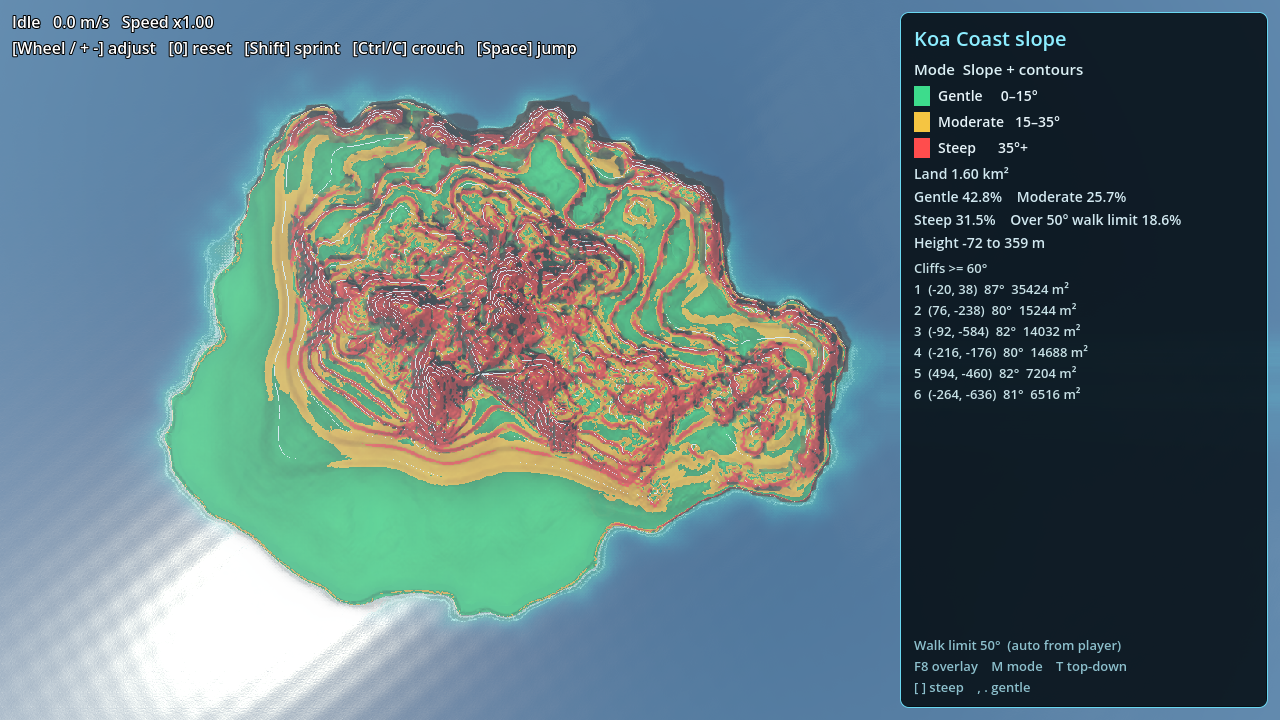 Idle 0.0 m/s Speed x1.00
[Wheel / + -] adjust [0] reset [Shift] sprint [Ctrl/C] crouch [Space] jump
Koa Coast slope
Mode Slope + contours
Gentle 0–15°
Moderate 15–35°
Steep 35°+
Land 1.60 km²
Gentle 42.8% Moderate 25.7%
Steep 31.5% Over 50° walk limit 18.6%
Height -72 to 359 m
Cliffs >= 60°
1 (-20, 38) 87° 35424 m²
2 (76, -238) 80° 15244 m²
3 (-92, -584) 82° 14032 m²
4 (-216, -176) 80° 14688 m²
5 (494, -460) 82° 7204 m²
6 (-264, -636) 81° 6516 m²
Walk limit 50° (auto from player)
F8 overlay M mode T top-down
[ ] steep , . gentle